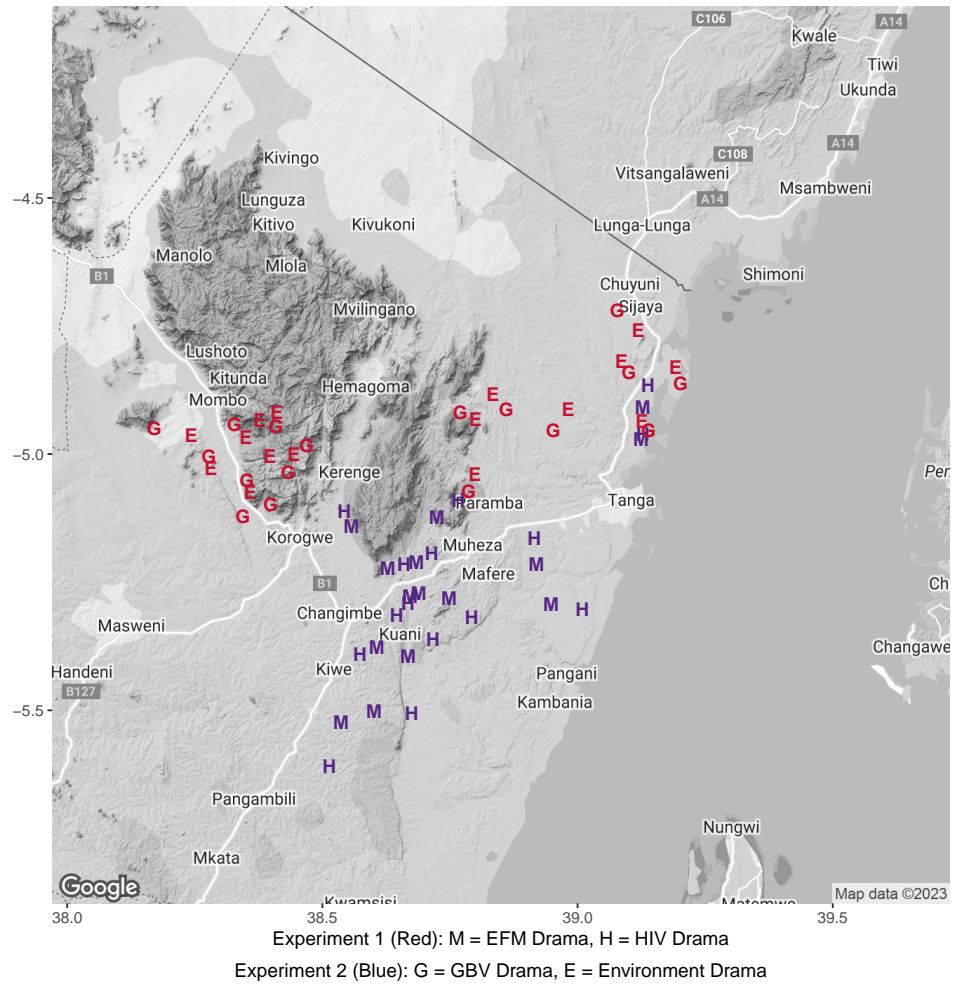 C106
A14
Kwale
Tiwi
Ukunda
A14
C108
Kivingo
Vitsangalaweni
Msambweni
A14
-4.5
Lunguza
Kitivo
Kivukoni
Lunga-Lunga
Manolo
Mlola
B1
Shimoni
Chuyuni
Sijaya
G
Mvilingano
E
Lushoto
E
G
E
Kitunda
Hemagoma
H
E
Mombo
E
G
M
G
E
G
E
G
E
E
G
G
E
E
G
E
G
G
E
M
G
-5.0
G
E
E
Kerenge
E
G
E
G
E
G
H
Tanga
G
Paramba
G
H
M
M
Korogwe
H
Muheza
H
M
H
M
M
Mafere
B1
M
M
H
M
M
H
Changimbe
H
H
Masweni
Kuani
H
M
H
M
Handeni
Kiwe
Pangani
B127
Kambania
-5.5
M
H
M
H
Pangambili
Nungwi
Mkata
Google
Map data ©2023
38.0
38.5
39.0
39.5
Experiment 1 (Red): M = EFM Drama, H = HIV Drama
Experiment 2 (Blue): G = GBV Drama, E = Environment Drama